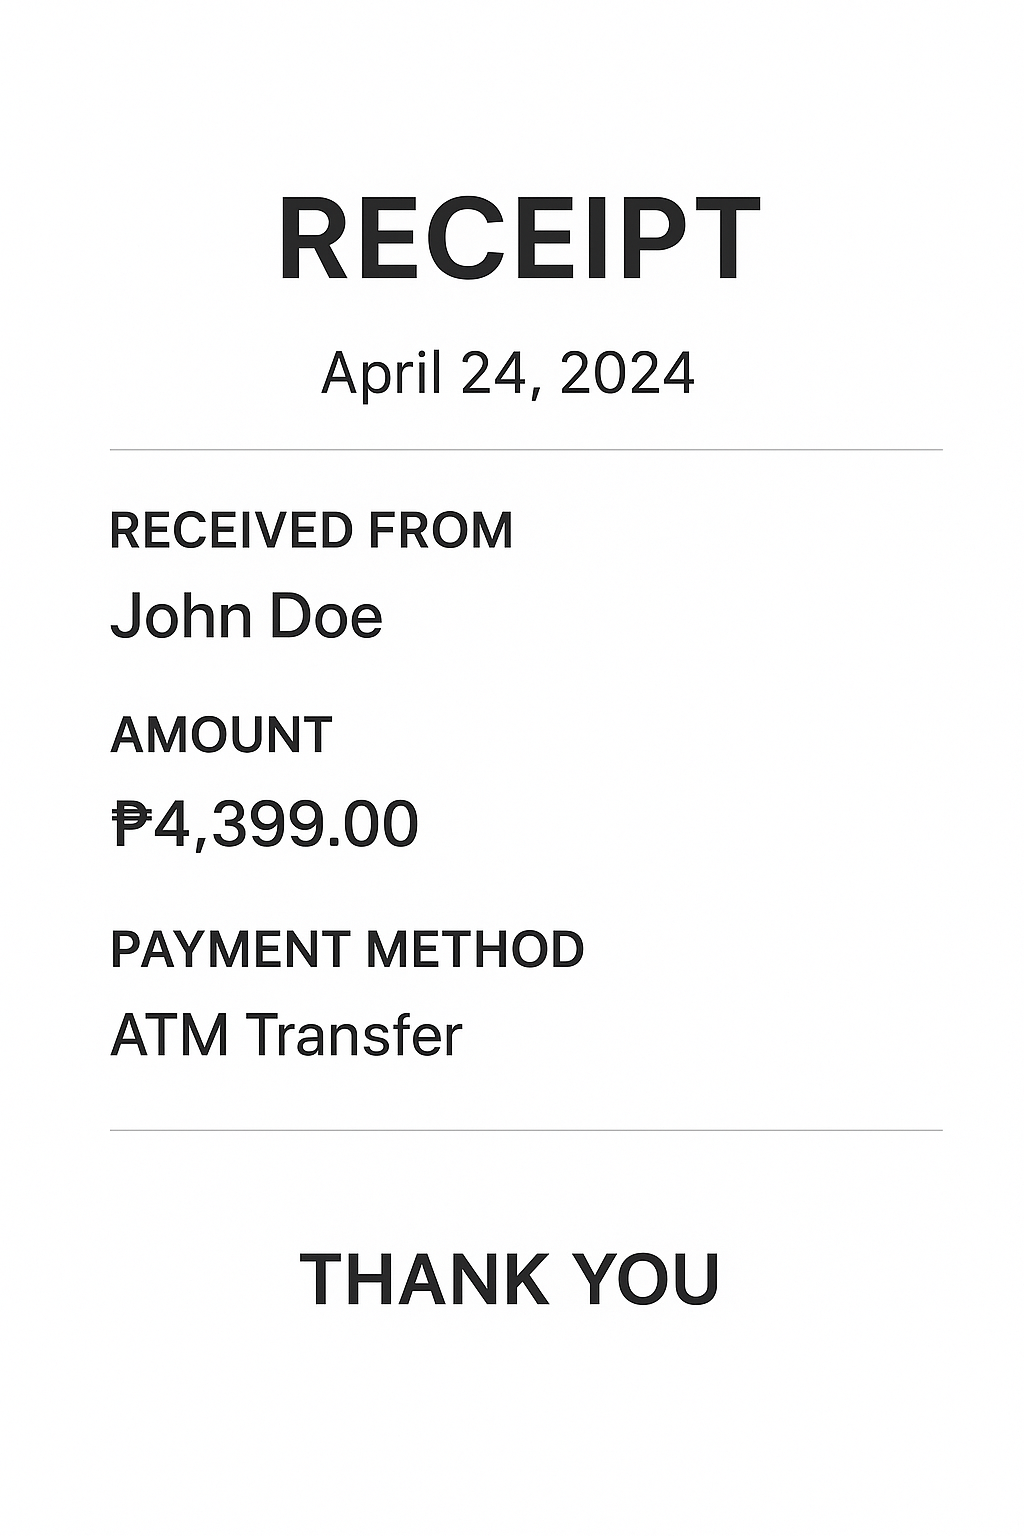 RECEIPT
April 24, 2024
RECEIVED FROM
John Doe
AMOUNT
₱4,399.00
PAYMENT METHOD
ATM Transfer
THANK YOU